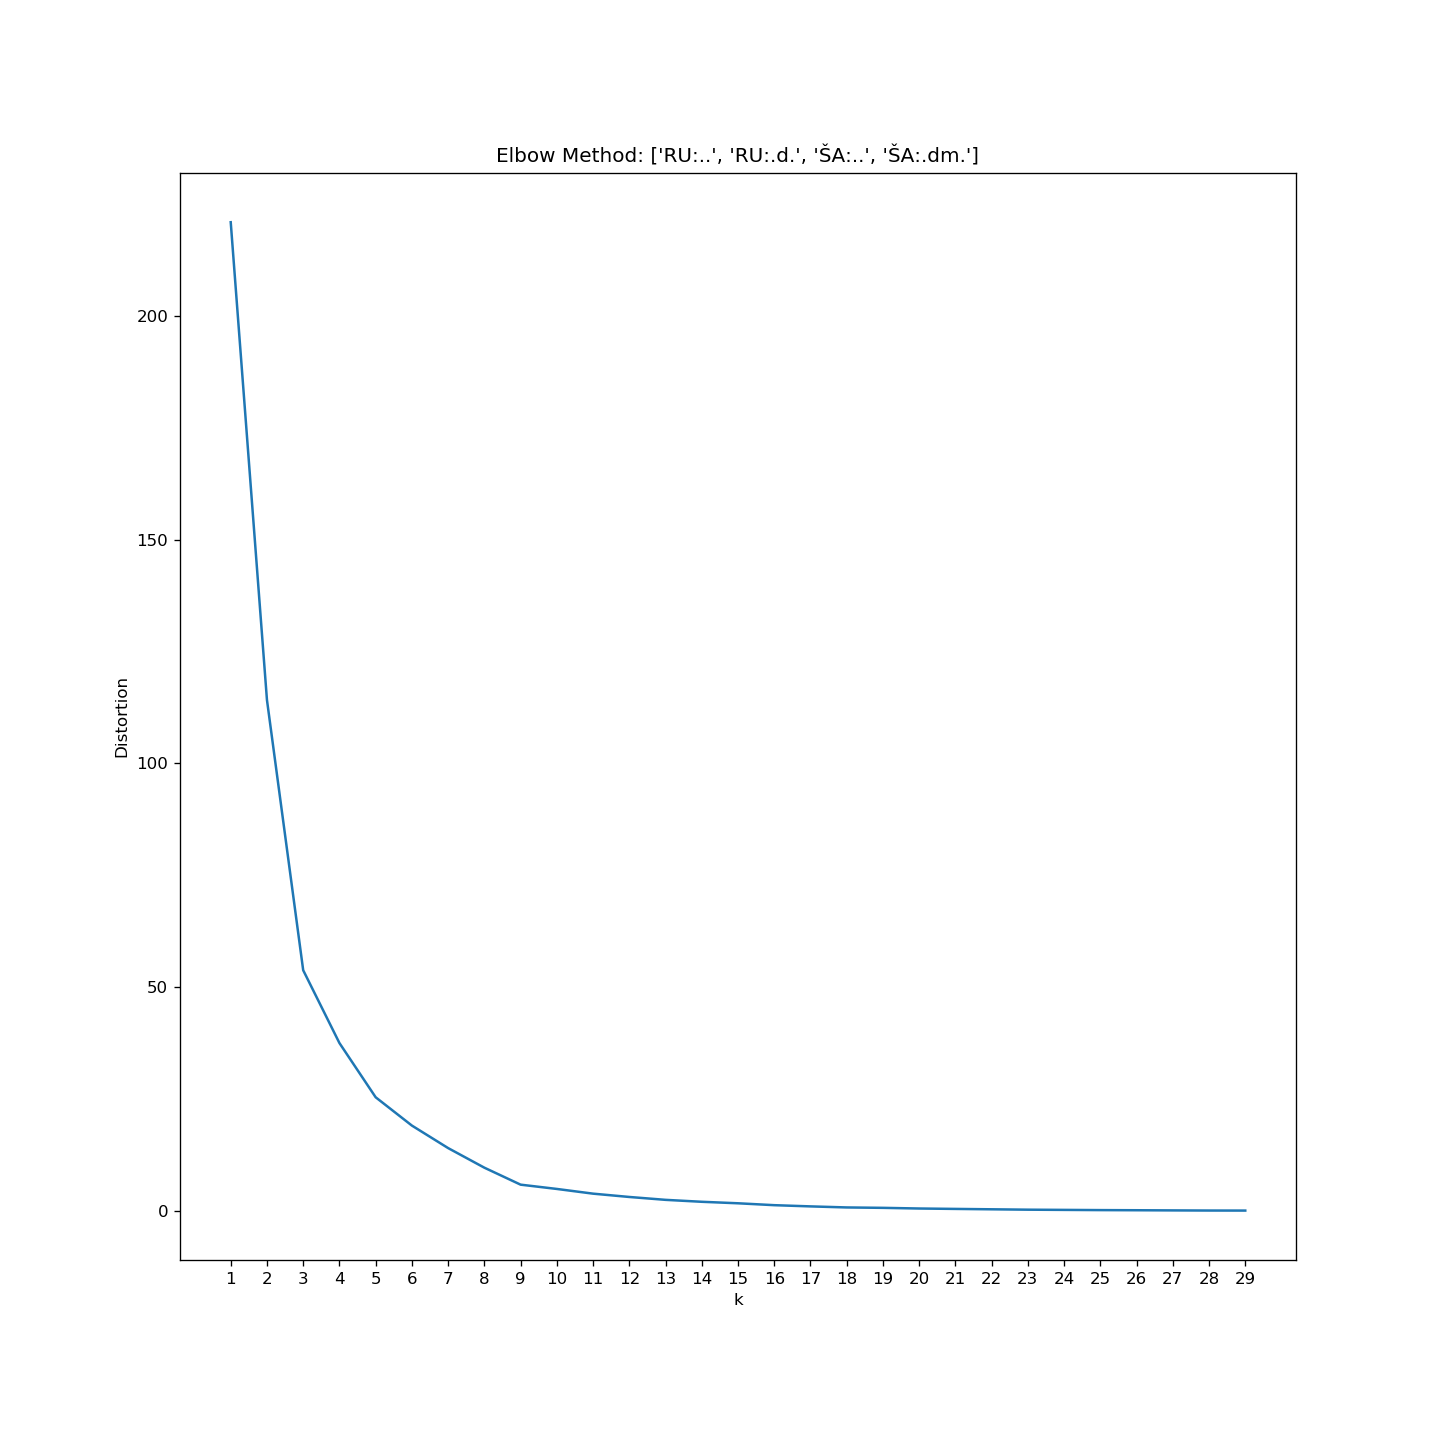 Elbow Method: ['RU:..', 'RU:.d.', 'ŠA:..', 'ŠA:.dm.']
200
150
100
50
0
Distortion
1 2 3 4 5 6 7 8 9 10 11 12 13 14 15 16 17 18 19 20 21 22 23 24 25 26 27 28 29
k